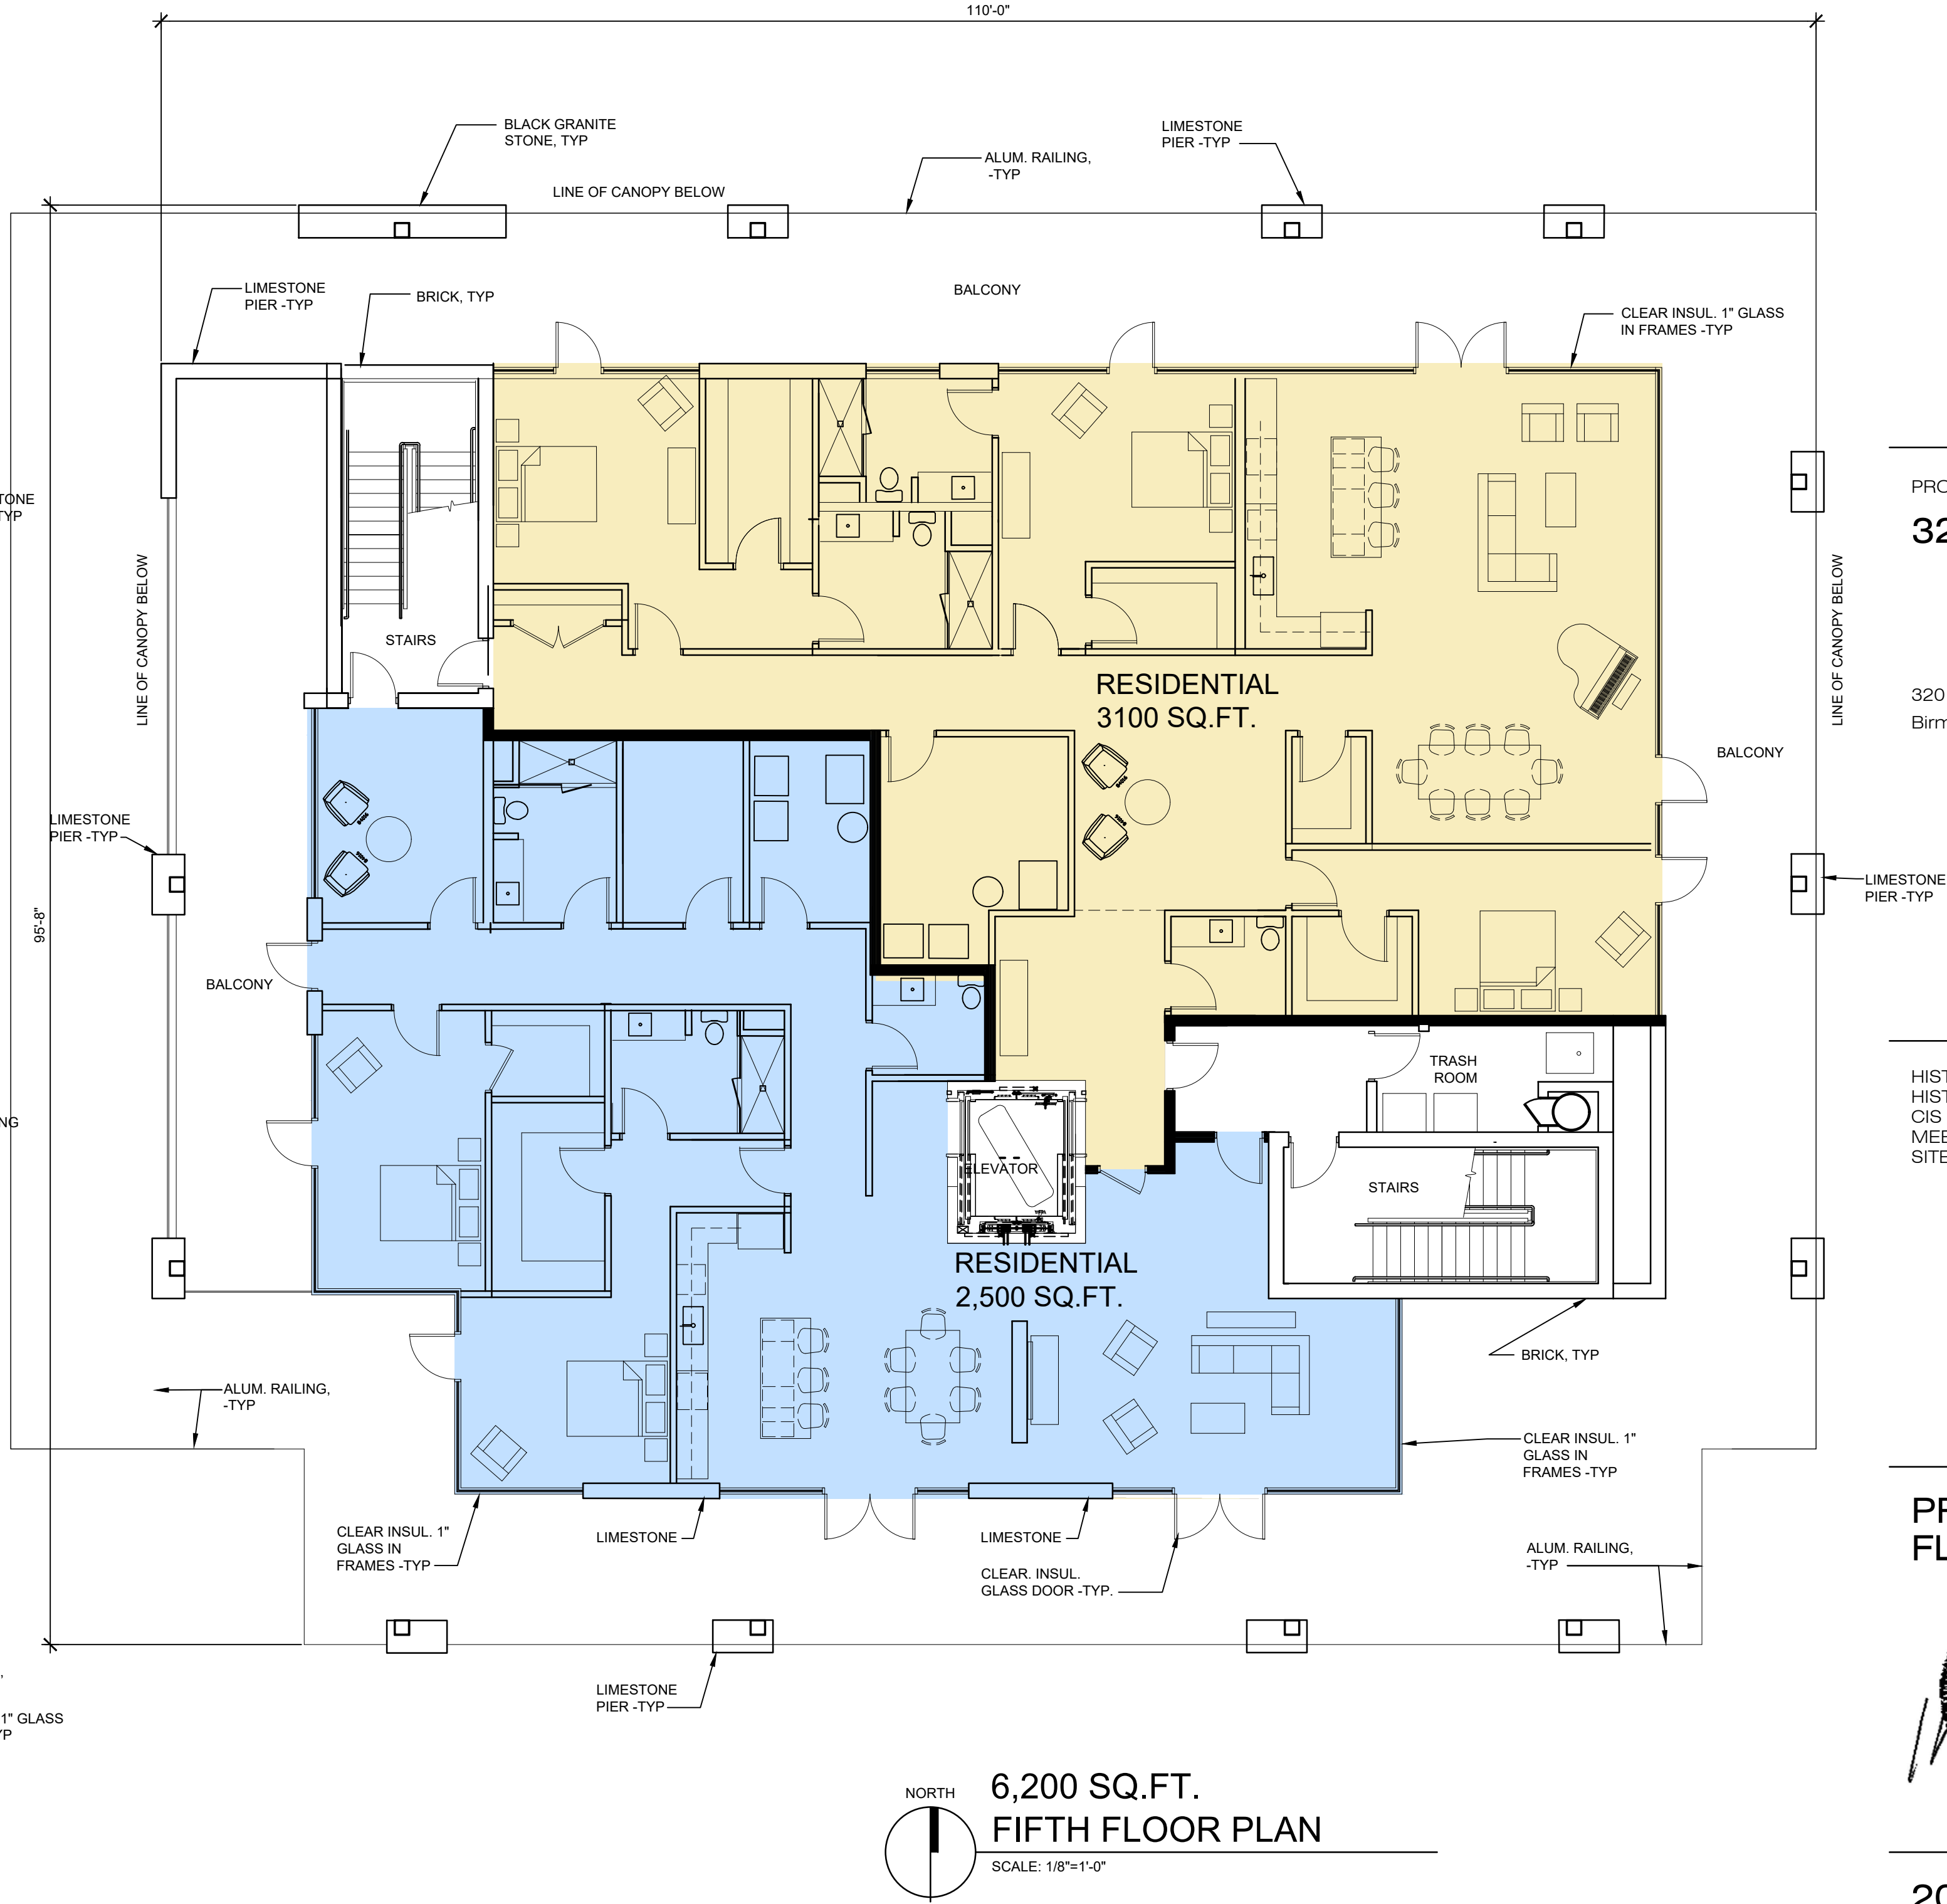 110'-0"
BLACK GRANITE
STONE, TYP
LIMESTONE
PIER -TYP
ALUM. RAILING,
-TYP
LINE OF CANOPY BELOW
LIMESTONE
PIER -TYP
BRICK, TYP
BALCONY
CLEAR INSUL. 1" GLASS
IN FRAMES -TYP
TONE
TYP
PRO
32
LINE OF CANOPY BELOW
STAIRS
LINE OF CANOPY BELOW
RESIDENTIAL
3100 SQ.FT.
320
Birm
BALCONY
LIMESTONE
PIER -TYP
LIMESTONE
PIER -TYP
95'-8"
BALCONY
TRASH
ROOM
HIST
HIST
CIS
MEE
SITE
NG
ELEVATOR
STAIRS
RESIDENTIAL
2,500 SQ.FT.
BRICK, TYP
ALUM. RAILING,
-TYP
CLEAR INSUL. 1"
GLASS IN
FRAMES -TYP
CLEAR INSUL. 1"
GLASS IN
FRAMES -TYP
LIMESTONE
LIMESTONE
CLEAR. INSUL.
GLASS DOOR -TYP.
ALUM. RAILING,
-TYP
PR
FL
LIMESTONE
PIER -TYP
1" GLASS
YP
NORTH
6,200 SQ.FT.
FIFTH FLOOR PLAN
SCALE: 1/8"=1'-0"
20